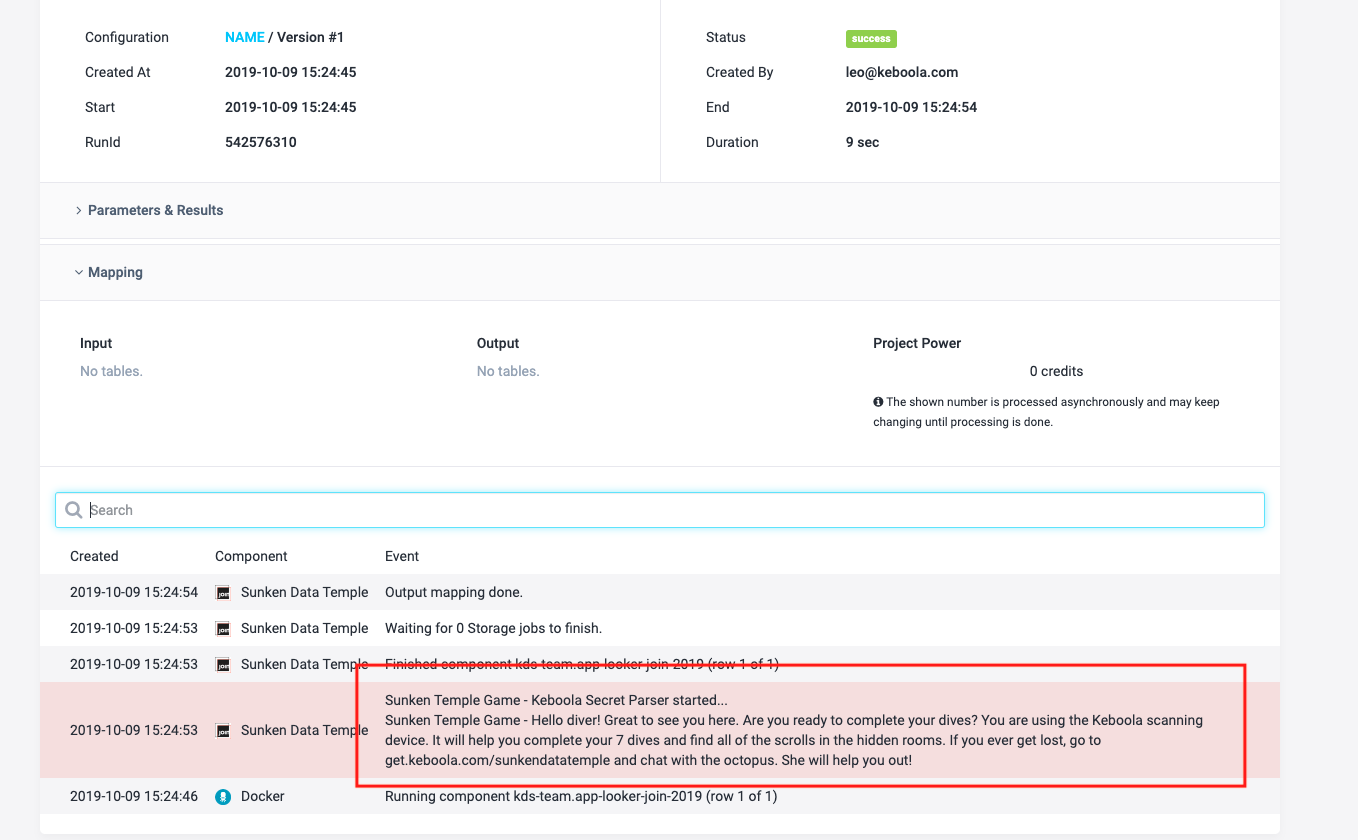 Configuration NAME / Version #1 Status success
Created At 2019-10-09 15:24:45 Created By leo@keboola.com
Start 2019-10-09 15:24:45 End 2019-10-09 15:24:54
RunId 542576310 Duration 9 sec
Parameters & Results
Mapping
Input Output Project Power
No tables. No tables. 0 credits
The shown number is processed asynchronously and may keep
changing until processing is done.
Search
Created Component Event
2019-10-09 15:24:54 Sunken Data Temple Output mapping done.
2019-10-09 15:24:53 Sunken Data Temple Waiting for 0 Storage jobs to finish.
2019-10-09 15:24:53 Sunken Data Temple Finished component kds-team.app-looker-join-2019 (row 1 of 1)
Sunken Temple Game - Keboola Secret Parser started...
Sunken Temple Game - Hello diver! Great to see you here. Are you ready to complete your dives? You are using the Keboola scanning
2019-10-09 15:24:53 Sunken Data Temple device. It will help you complete your 7 dives and find all of the scrolls in the hidden rooms. If you ever get lost, go to
get.keboola.com/sunkendatatemple and chat with the octopus. She will help you out!
2019-10-09 15:24:46 Docker Running component kds-team.app-looker-join-2019 (row 1 of 1)